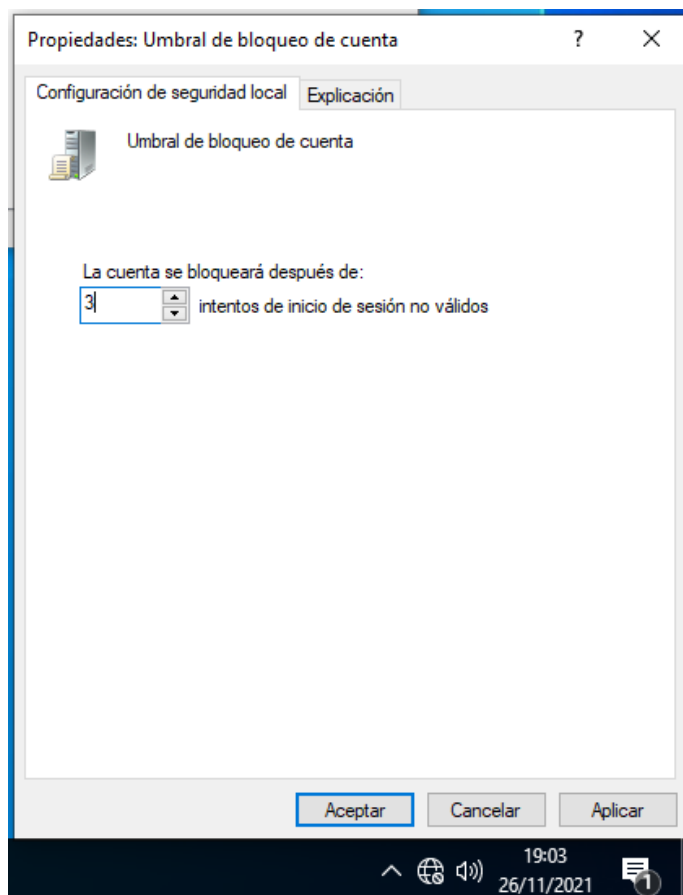 Propiedades: Umbral de bloqueo de cuenta ?
Configuración de seguridad local Explicación
Umbral de bloqueo de cuenta
La cuenta se bloqueará después de:
3 intentos de inicio de sesión no válidos
Aceptar Cancelar Aplicar
19:03
26/11/2021 1